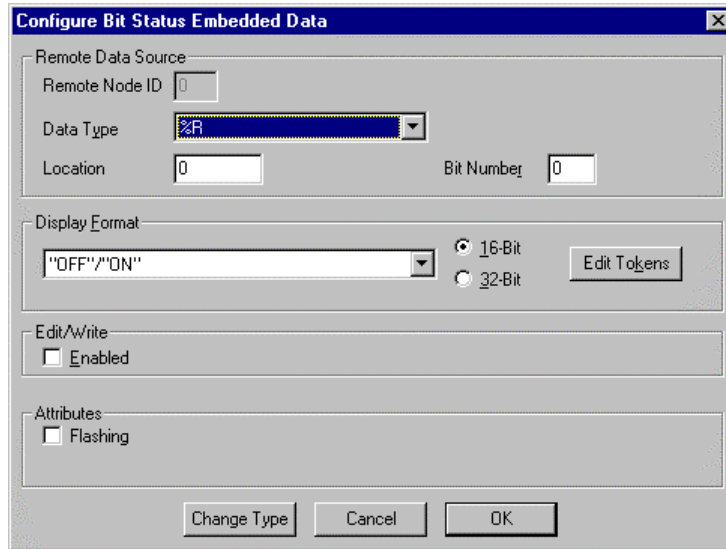 Configure Bit Status Embedded Data
Remote Data Source
Remote Node ID 0
Data Type %R
Location 0 Bit Number 0
Display Format
"OFF"/"ON" 16-Bit Edit Tokens
32-Bit
Edit/Write
Enabled
Attributes
Flashing
Change Type Cancel OK